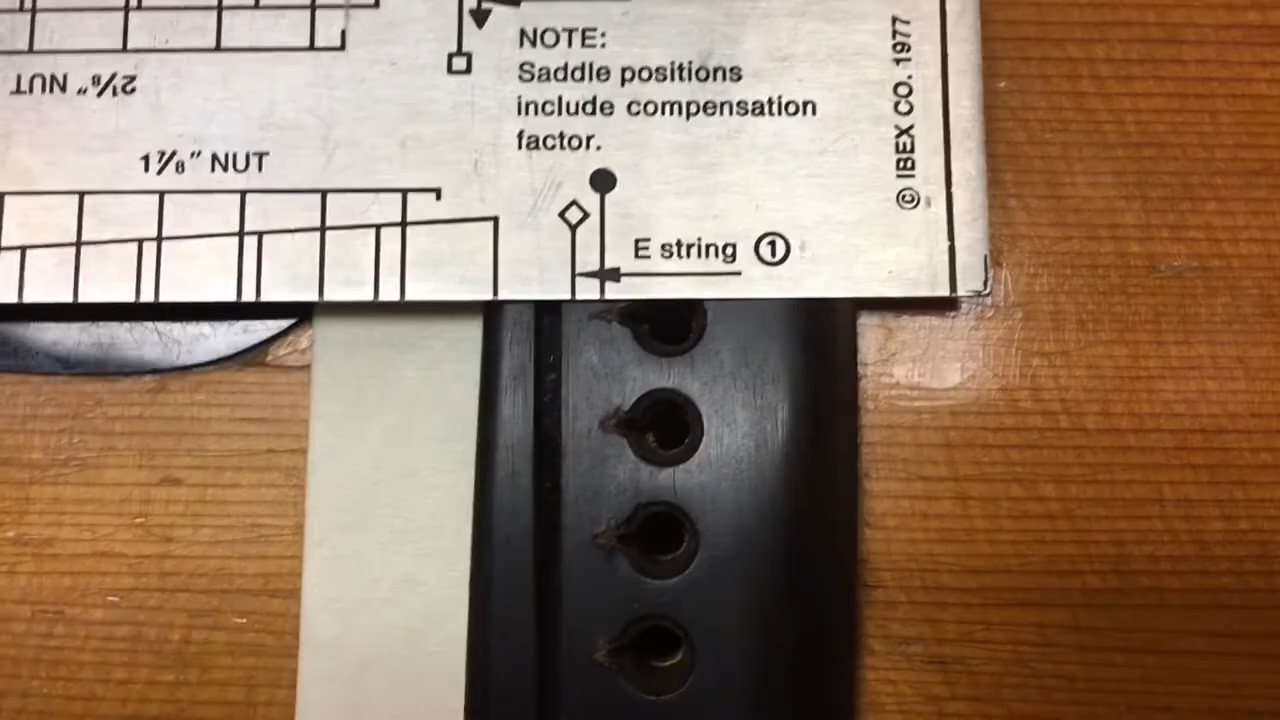 NOTE:
Saddle positions
include compensation
factor.
© IBEX CO. 1977
2⅛" NUT
1⅞" NUT
E string ①